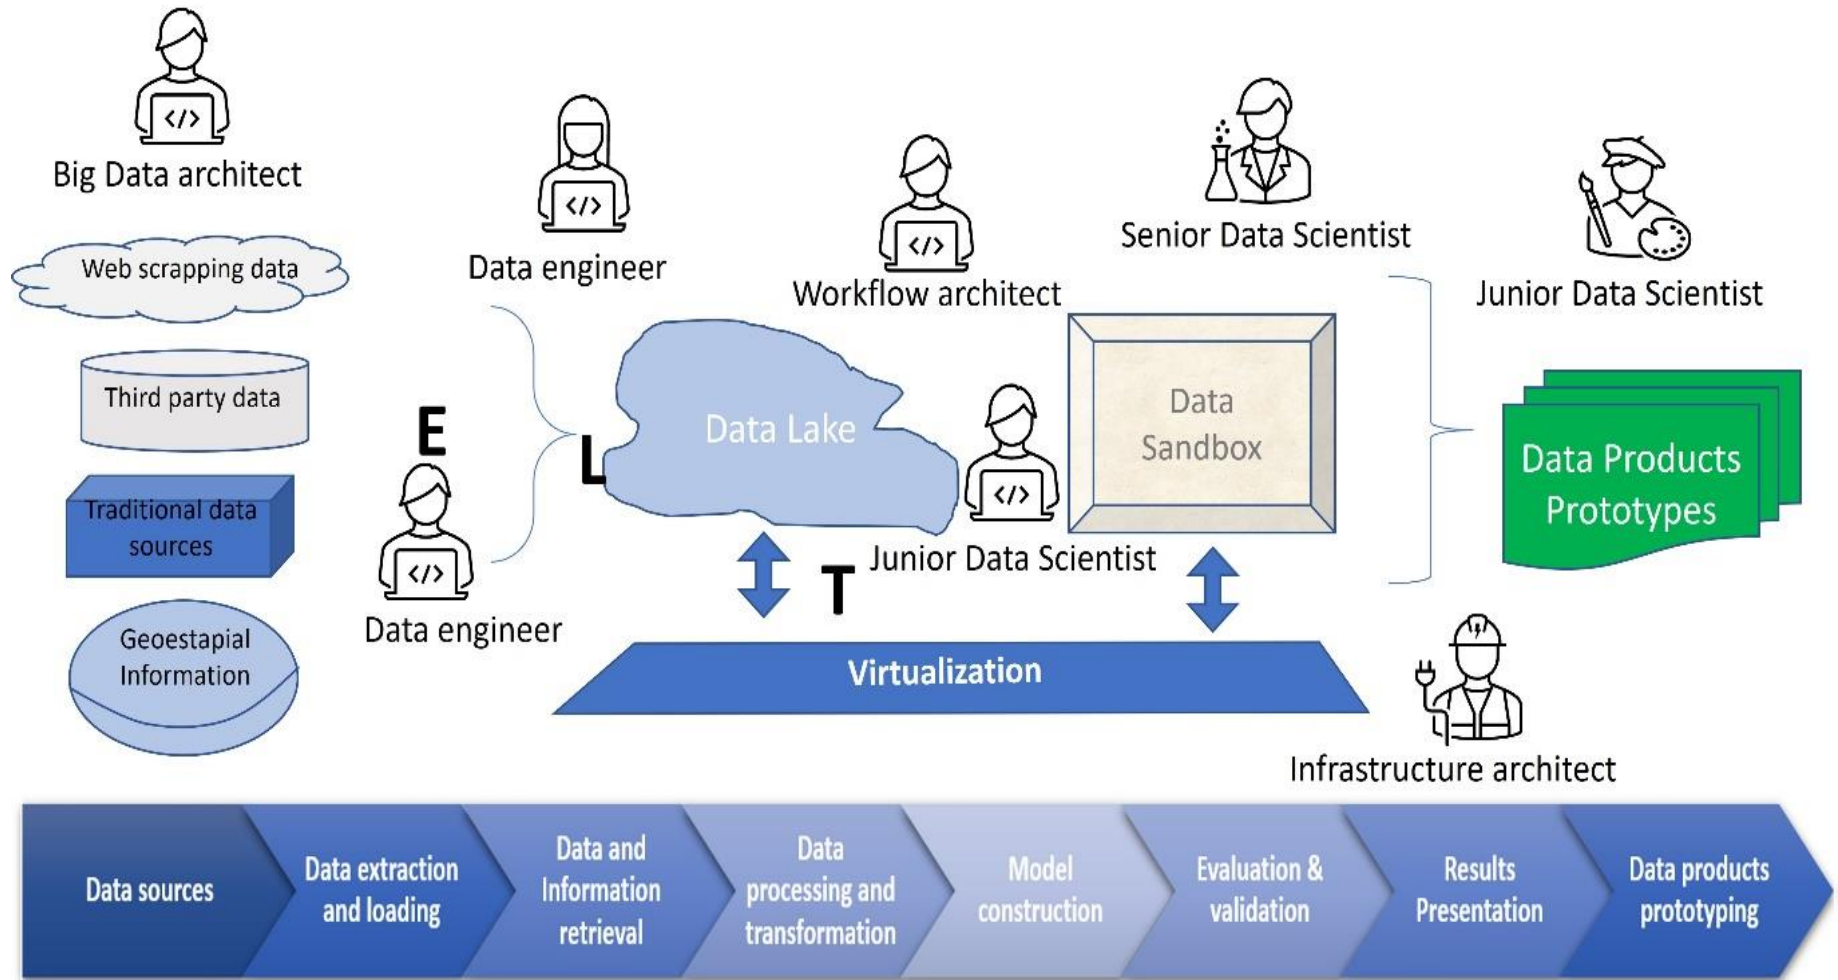 </>
Big Data architect
Web scrapping data
Third party data
Traditional data
sources
Geoestapial
Information
</>
Data engineer
E
</>
Data engineer
L
Data Lake
</>
Workflow architect
</>
Junior Data Scientist
T
Senior Data Scientist
Data
Sandbox
Virtualization
Junior Data Scientist
Data Products
Prototypes
Infrastructure architect
Data sources
Data extraction
and loading
Data and
Information
retrieval
Data
processing and
transformation
Model
construction
Evaluation &
validation
Results
Presentation
Data products
prototyping